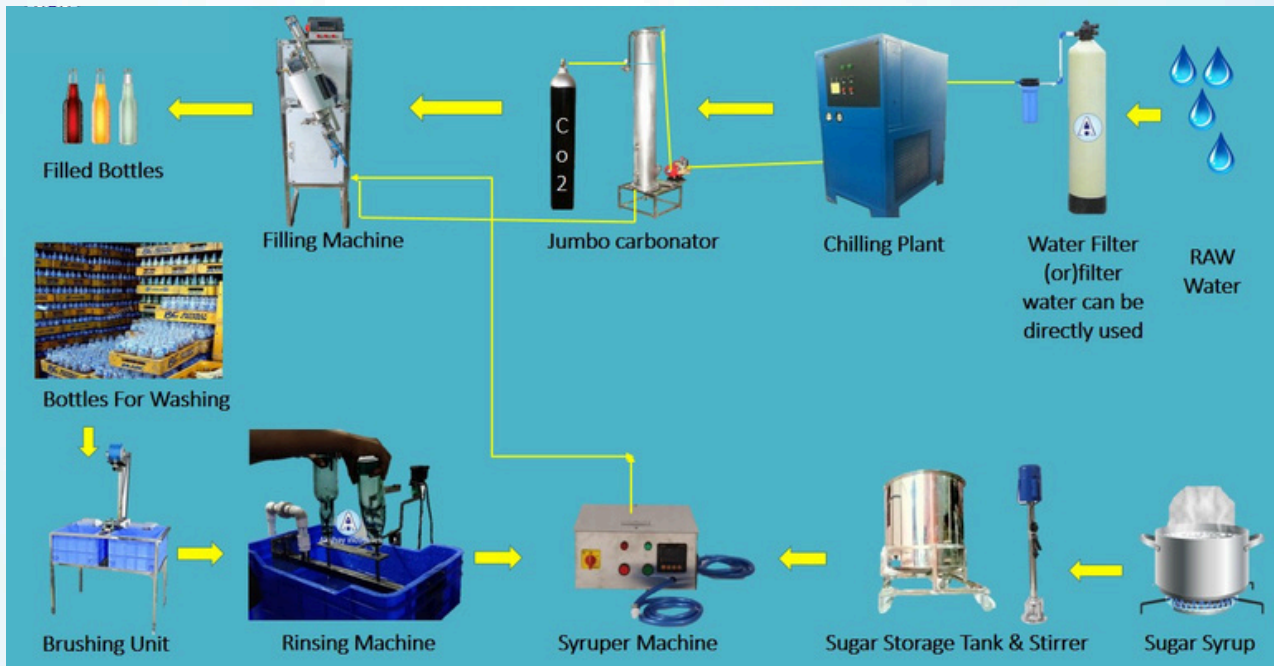 C
o
2
Filled Bottles
Filling Machine
Jumbo carbonator
Chilling Plant
Water Filter
(or)filter
water can be
directly used
RAW
Water
Bottles For Washing
Brushing Unit
Rinsing Machine
Syruper Machine
Sugar Storage Tank & Stirrer
Sugar Syrup